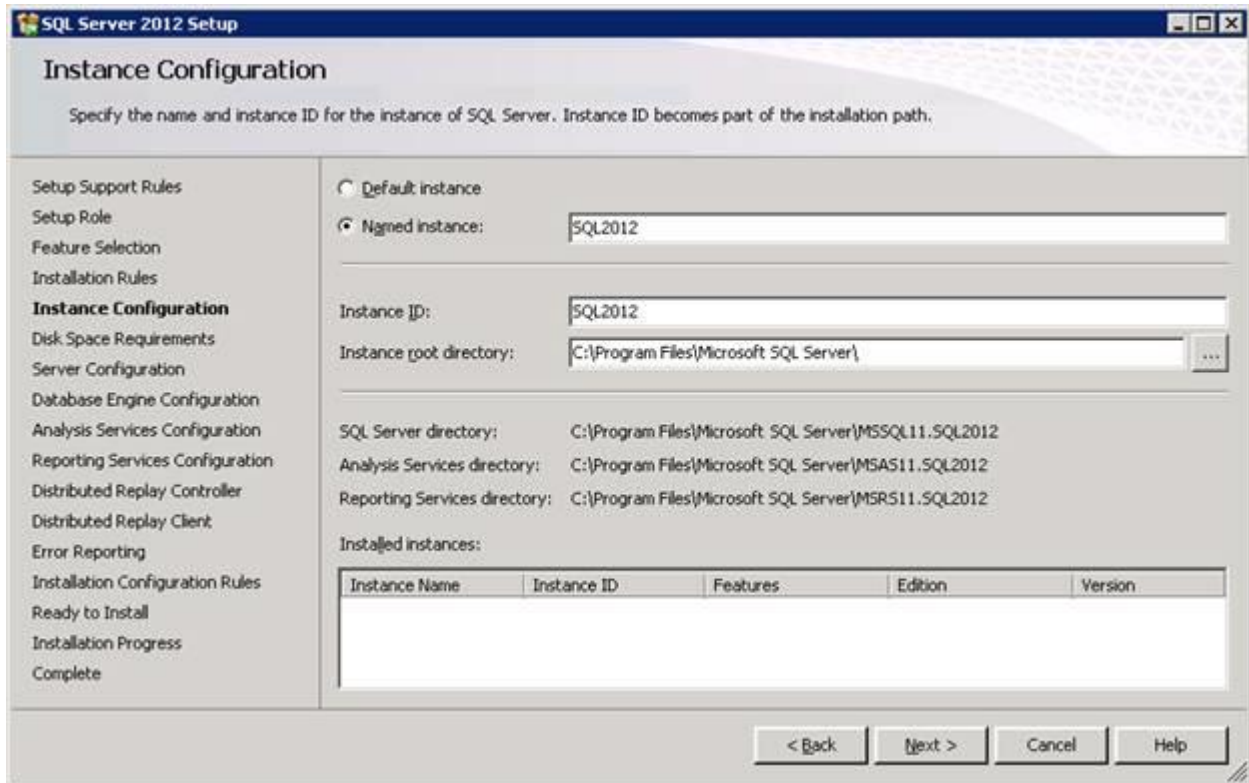 SQL Server 2012 Setup
Instance Configuration
Specify the name and instance ID for the instance of SQL Server. Instance ID becomes part of the installation path.
Setup Support Rules
Setup Role
Feature Selection
Installation Rules
Instance Configuration
Disk Space Requirements
Server Configuration
Database Engine Configuration
Analysis Services Configuration
Reporting Services Configuration
Distributed Replay Controller
Distributed Replay Client
Error Reporting
Installation Configuration Rules
Ready to Install
Installation Progress
Complete
Default instance
Named instance: SQL2012
Instance ID: SQL2012
Instance root directory: C:\Program Files\Microsoft SQL Server\ ...
SQL Server directory: C:\Program Files\Microsoft SQL Server\MSSQL11.SQL2012
Analysis Services directory: C:\Program Files\Microsoft SQL Server\MSAS11.SQL2012
Reporting Services directory: C:\Program Files\Microsoft SQL Server\MSRS11.SQL2012
Installed instances:
Instance Name Instance ID Features Edition Version
< Back Next > Cancel Help